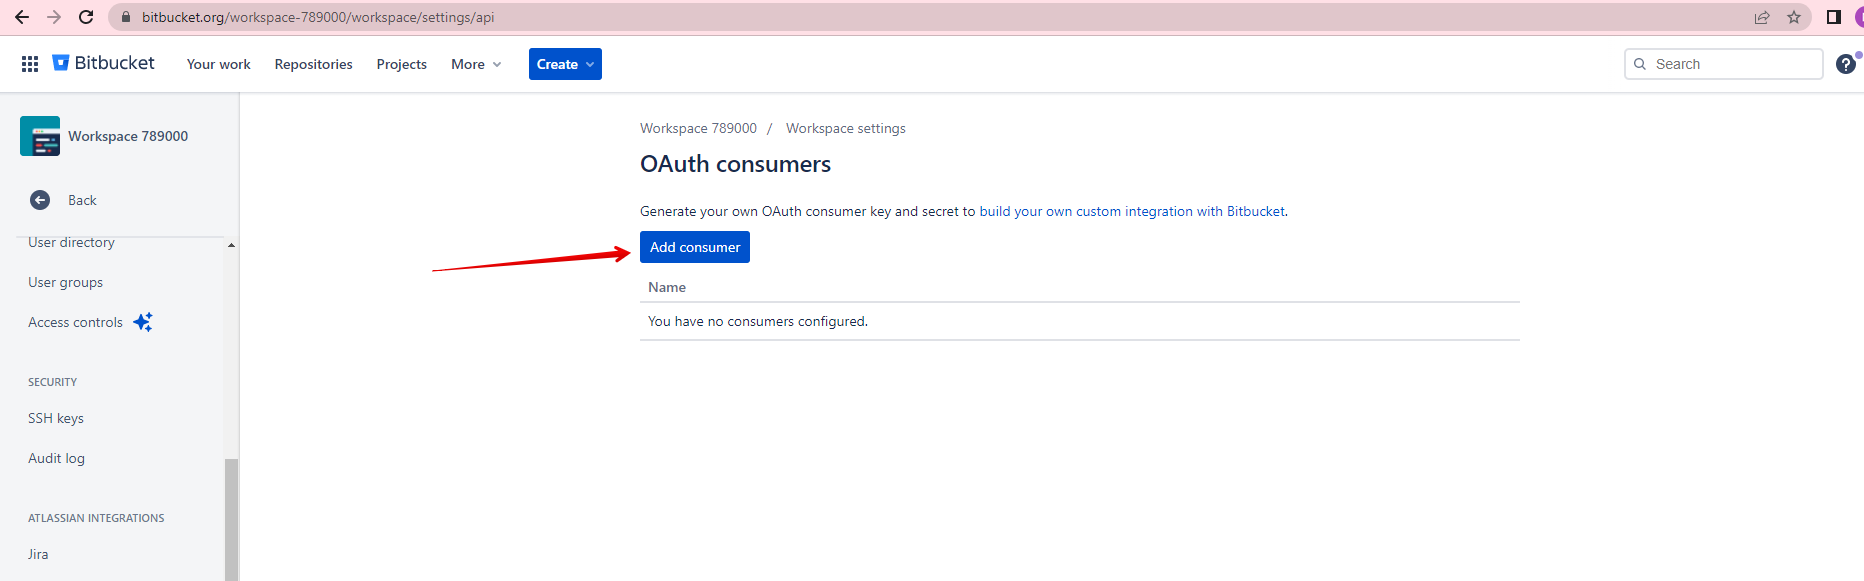 bitbucket.org/workspace-789000/workspace/settings/api
Bitbucket Your work Repositories Projects More Create Search
Workspace 789000
Back
User directory
User groups
Access controls
SECURITY
SSH keys
Audit log
ATLASSIAN INTEGRATIONS
Jira
Workspace 789000 / Workspace settings
OAuth consumers
Generate your own OAuth consumer key and secret to build your own custom integration with Bitbucket.
Add consumer
Name
You have no consumers configured.